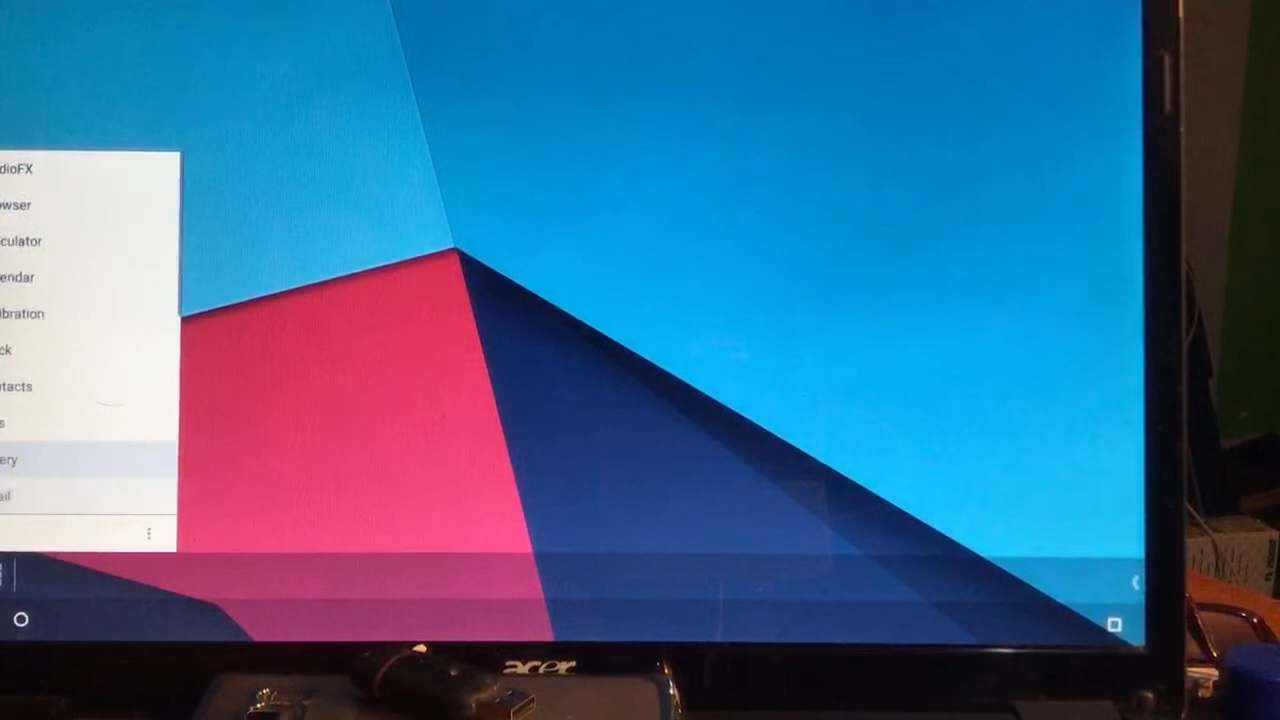 dioFX
owser
culator
endar
ibration
ck
ntacts
s
ery
ail
acer